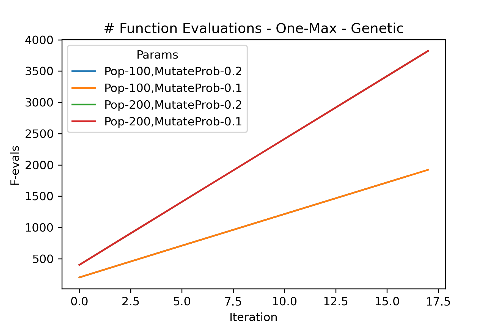 # Function Evaluations - One-Max - Genetic
4000
3500
3000
2500
2000
1500
1000
500
F-evals
Params
Pop-100,MutateProb-0.2
Pop-100,MutateProb-0.1
Pop-200,MutateProb-0.2
Pop-200,MutateProb-0.1
0.0 2.5 5.0 7.5 10.0 12.5 15.0 17.5
Iteration